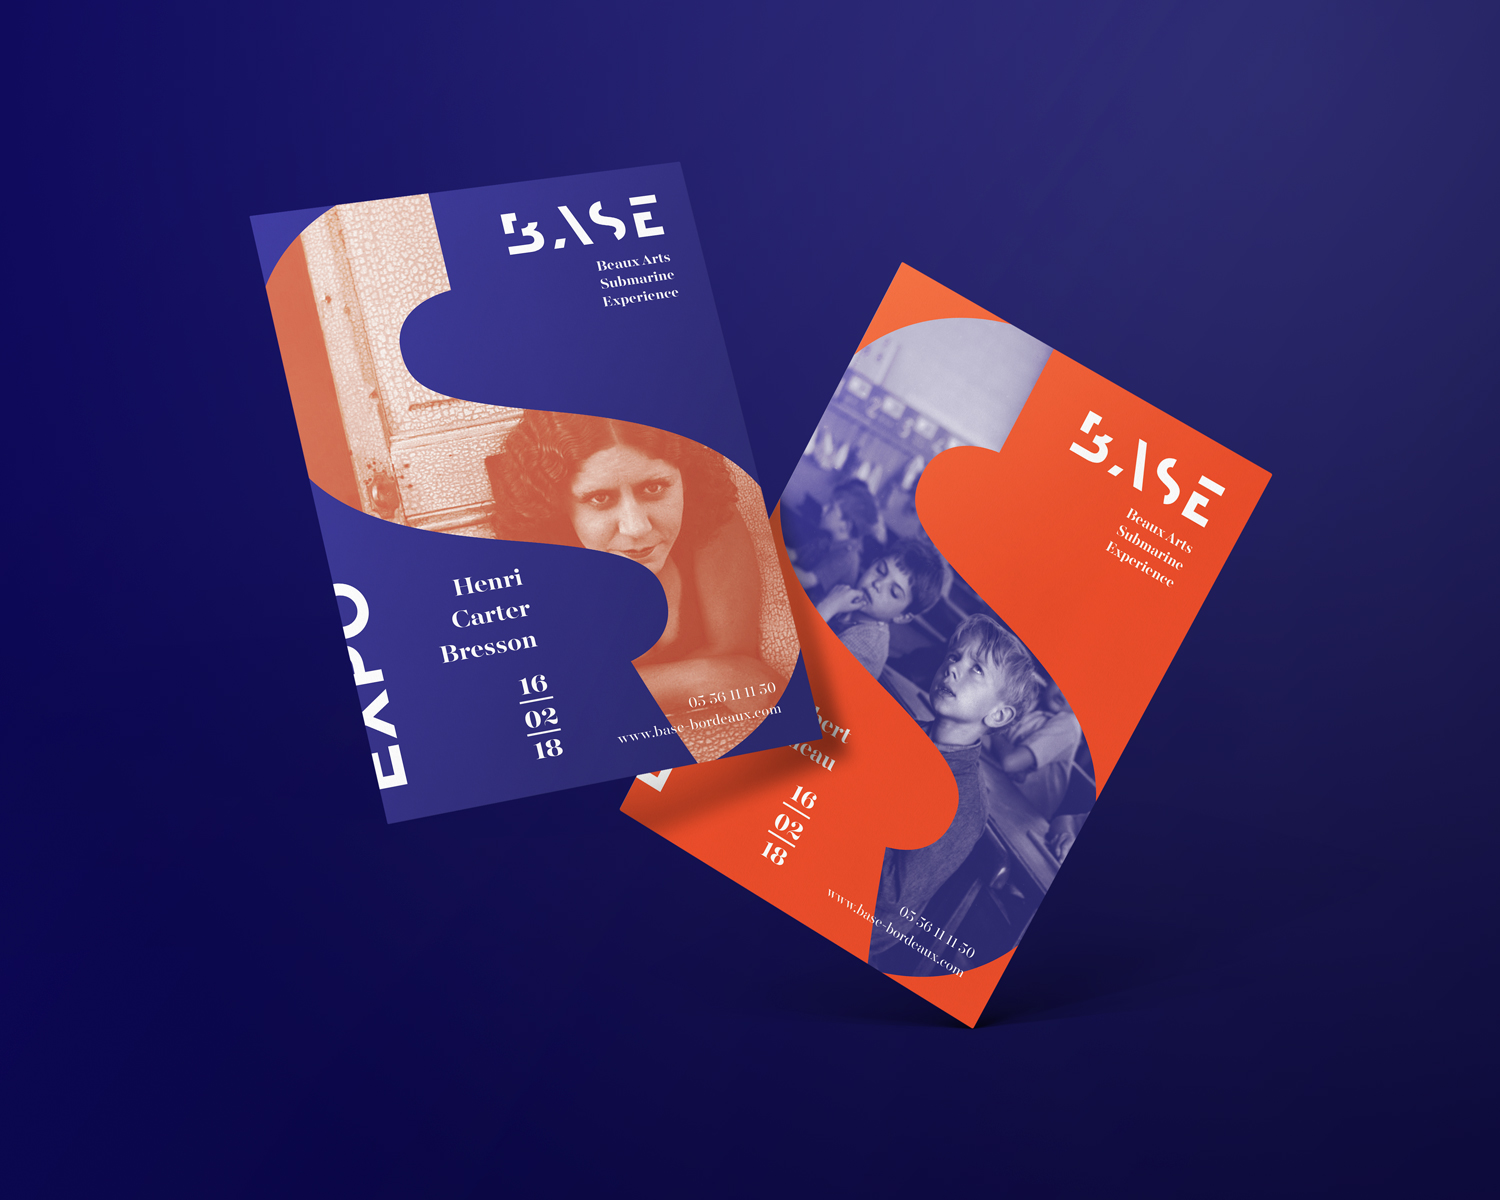 BASE
Beaux Arts
Submarine
Experience
EXPO
Henri
Carter
Bresson
16
02
18
05 56 11 11 50
www.base-bordeaux.com
BASE
Beaux Arts
Submarine
Experience
16
02
18
05 56 11 11 50
www.base-bordeaux.com